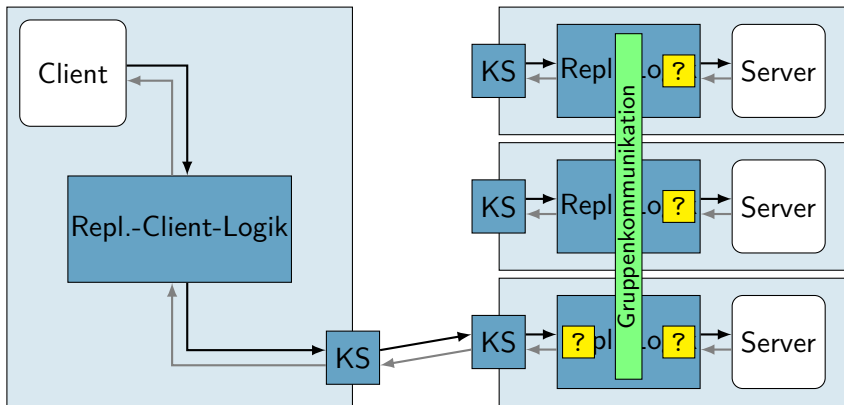 Client
Repl.-Client-Logik
KS
KS
Repl
Lo
?
Server
KS
Repl
Lo
?
Server
KS
?
pl
Lo
?
Server
Gruppenkommunikation